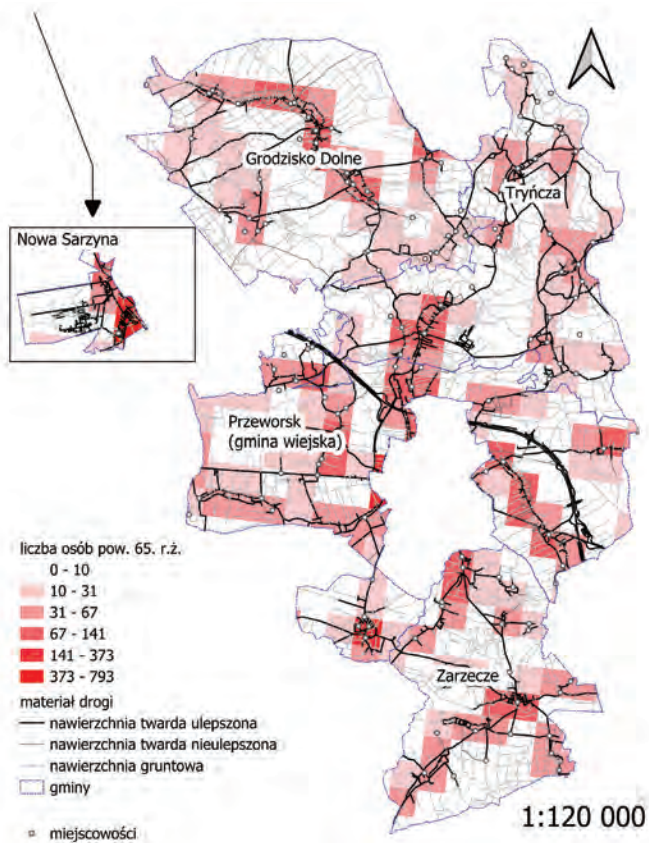 Grodzisko Dolne
Tryńcza
Nowa Sarzyna
Przeworsk
(gmina wiejska)
liczba osób pow. 65. r.ż.
0 - 10
10 - 31
31 - 67
67 - 141
141 - 373
373 - 793
materiał drogi
nawierzchnia twarda ulepszona
nawierzchnia twarda nieulepszona
nawierzchnia gruntowa
gminy
miejscowości
Zarzecze
1:120 000